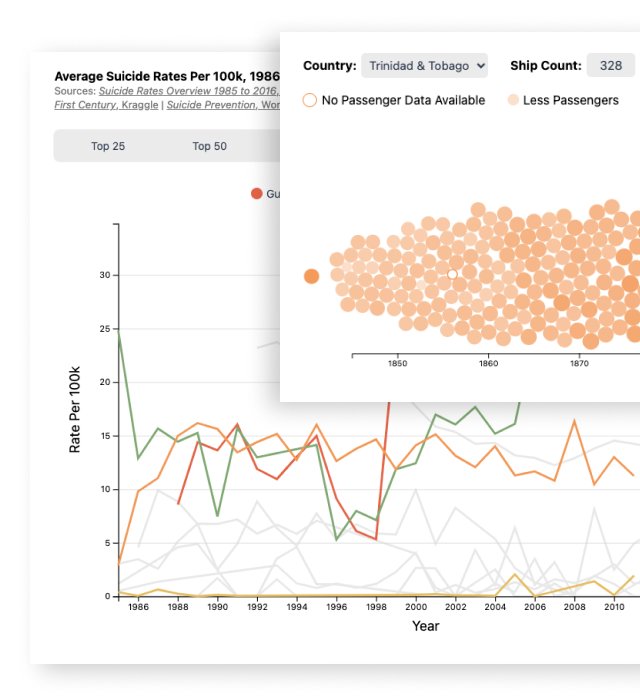 Average Suicide Rates Per 100k, 1986
Sources: Suicide Rates Overview 1985 to 2016,
First Century, Kraggle | Suicide Prevention,
Top 25 Top 50
Country: Trinidad & Tobago Ship Count: 328
No Passenger Data Available Less Passengers
1850 1860 1870
30
25
20
15
10
5
0
Rate Per 100k
1986 1988 1990 1992 1994 1996 1998 2000 2002 2004 2006 2008 2010
Year